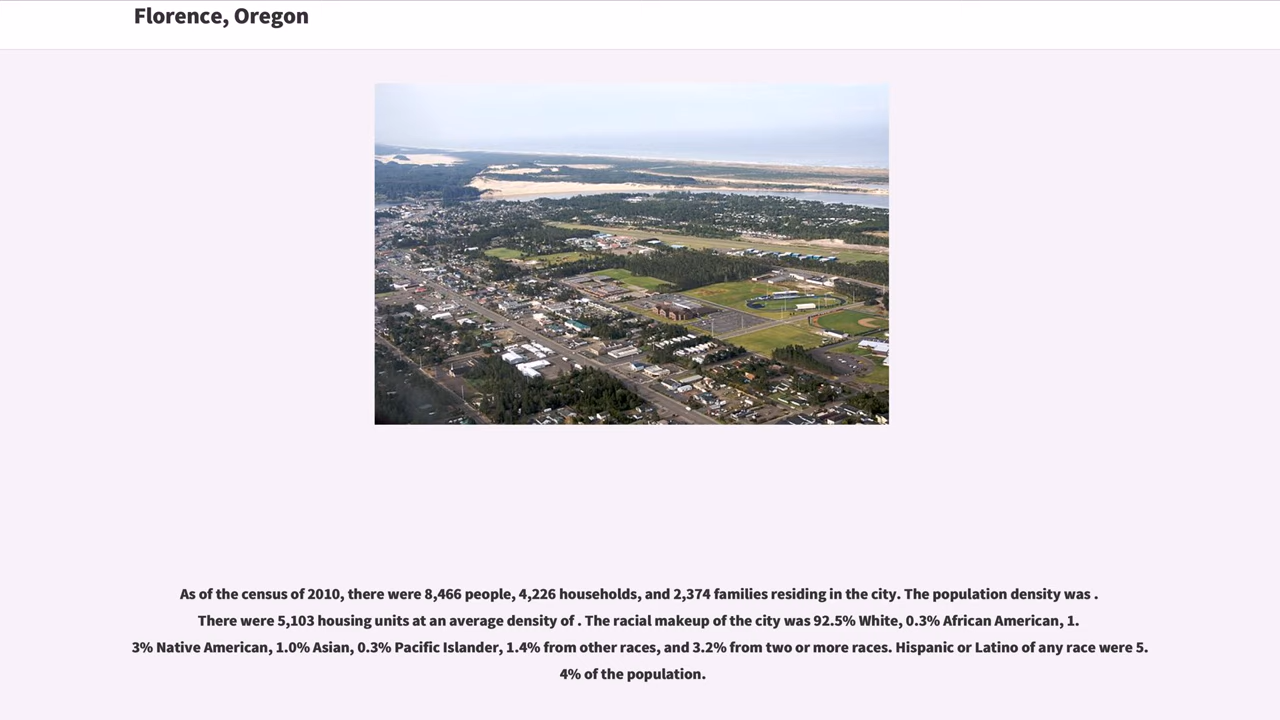 Florence, Oregon
As of the census of 2010, there were 8,466 people, 4,226 households, and 2,374 families residing in the city. The population density was .
There were 5,103 housing units at an average density of . The racial makeup of the city was 92.5% White, 0.3% African American, 1.
3% Native American, 1.0% Asian, 0.3% Pacific Islander, 1.4% from other races, and 3.2% from two or more races. Hispanic or Latino of any race were 5.
4% of the population.